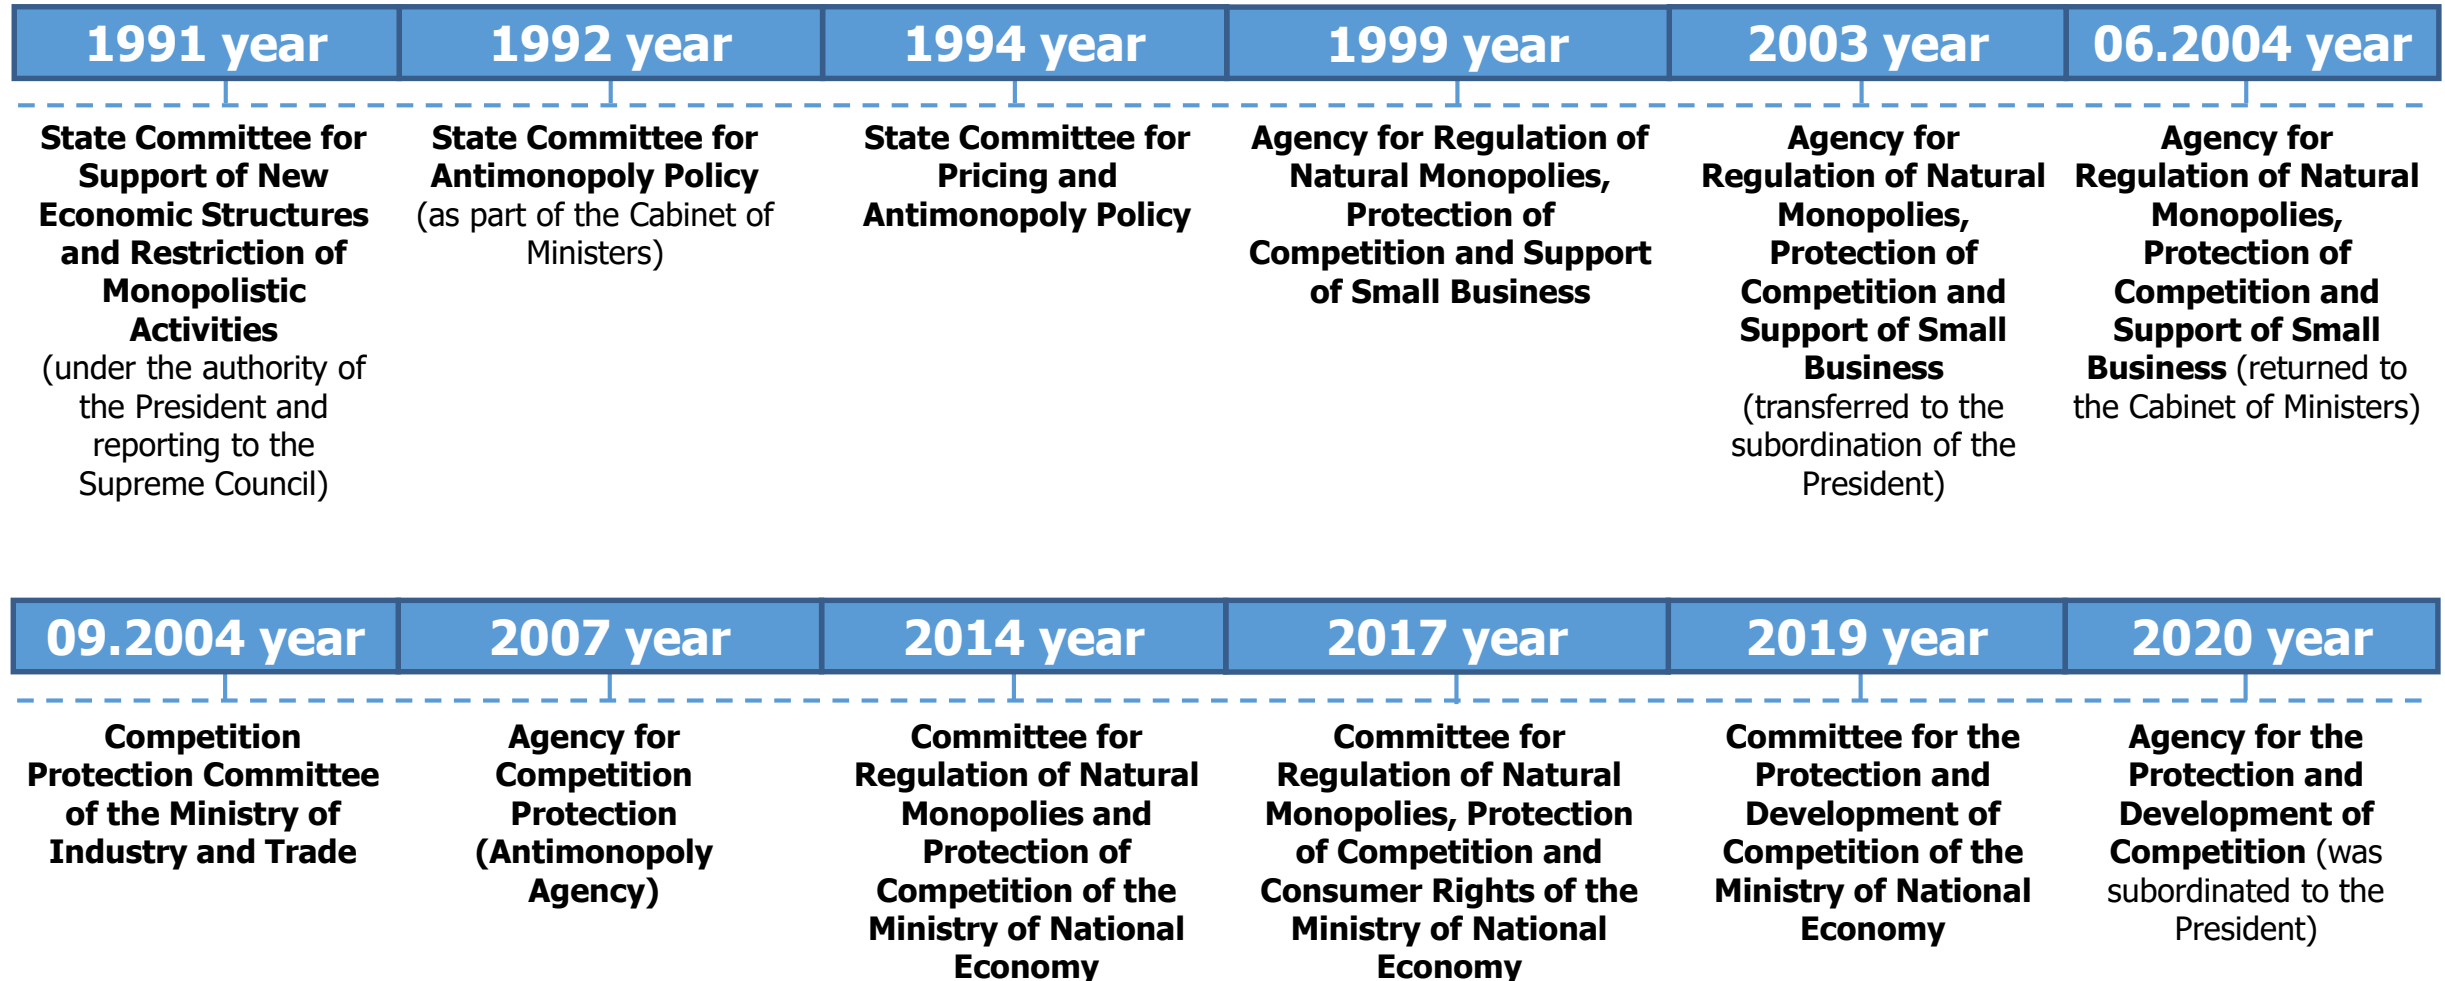 1991 year
1992 year
1994 year
1999 year
2003 year
06.2004 year
State Committee for
Support of New
Economic Structures
and Restriction of
Monopolistic
Activities
(under the authority of
the President and
reporting to the
Supreme Council)
State Committee for
Antimonopoly Policy
(as part of the Cabinet of
Ministers)
State Committee for
Pricing and
Antimonopoly Policy
Agency for Regulation of
Natural Monopolies,
Protection of
Competition and Support
of Small Business
Agency for
Regulation of Natural
Monopolies,
Protection of
Competition and
Support of Small
Business
(transferred to the
subordination of the
President)
Agency for
Regulation of Natural
Monopolies,
Protection of
Competition and
Support of Small
Business (returned to
the Cabinet of Ministers)
09.2004 year
2007 year
2014 year
2017 year
2019 year
2020 year
Competition
Protection Committee
of the Ministry of
Industry and Trade
Agency for
Competition
Protection
(Antimonopoly
Agency)
Committee for
Regulation of Natural
Monopolies and
Protection of
Competition of the
Ministry of National
Economy
Committee for
Regulation of Natural
Monopolies, Protection
of Competition and
Consumer Rights of the
Ministry of National
Economy
Committee for the
Protection and
Development of
Competition of the
Ministry of National
Economy
Agency for the
Protection and
Development of
Competition (was
subordinated to the
President)